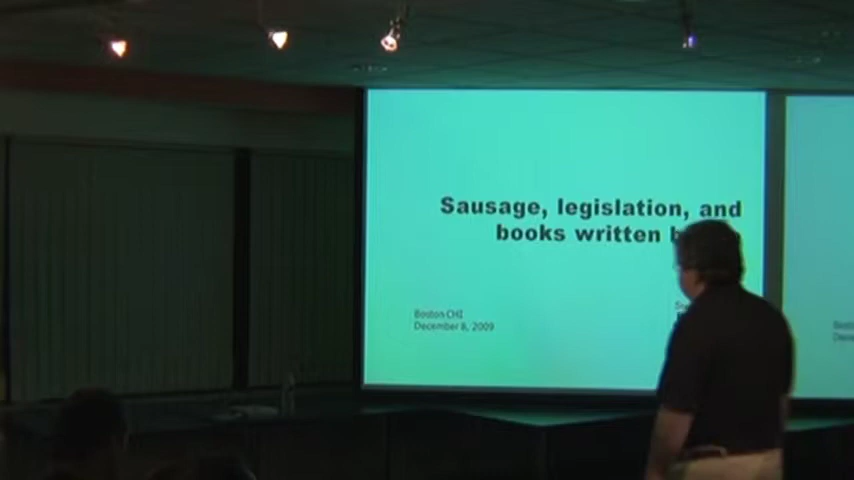 Sausage, legislation, and
books written
Boston CHI
December 8, 2009